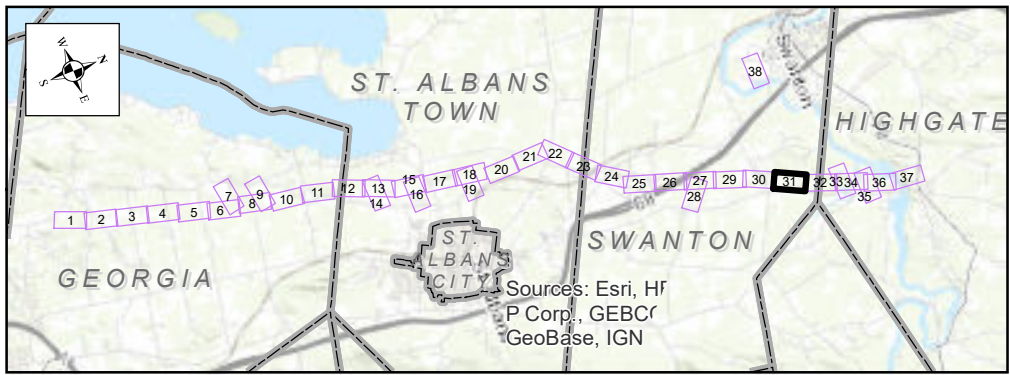 W
N
S
E
ST. ALBANS
TOWN
HIGHGATE
Swanton
38
1
2
3
4
5
6
7
8
9
10
11
12
13
14
15
16
17
18
19
20
21
22
23
24
25
26
27
28
29
30
31
32
33
34
35
36
37
GEORGIA
ST.
ALBANS
CITY
SWANTON
Sources: Esri, HE
P Corp., GEBCO
GeoBase, IGN